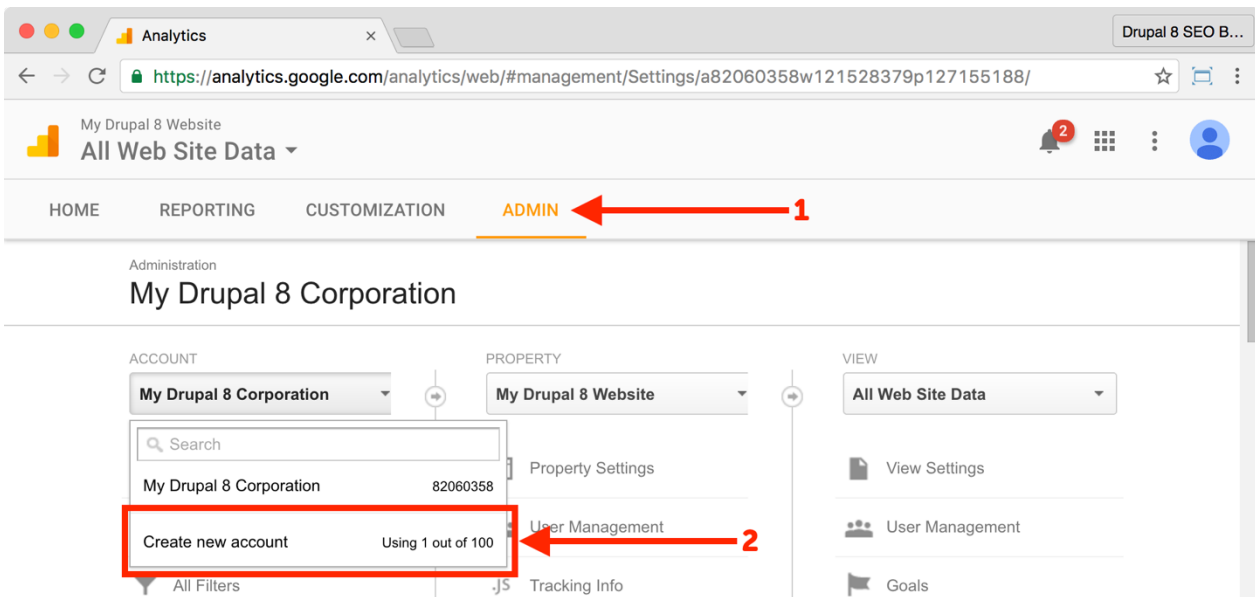 Analytics
Drupal 8 SEO B...
https://analytics.google.com/analytics/web/#management/Settings/a82060358w121528379p127155188/
My Drupal 8 Website
All Web Site Data
2
HOME REPORTING CUSTOMIZATION ADMIN 1
Administration
My Drupal 8 Corporation
ACCOUNT PROPERTY VIEW
My Drupal 8 Corporation My Drupal 8 Website All Web Site Data
Search
Property Settings View Settings
My Drupal 8 Corporation 82060358
User Management User Management
Create new account Using 1 out of 100 2
All Filters .JS Tracking Info Goals